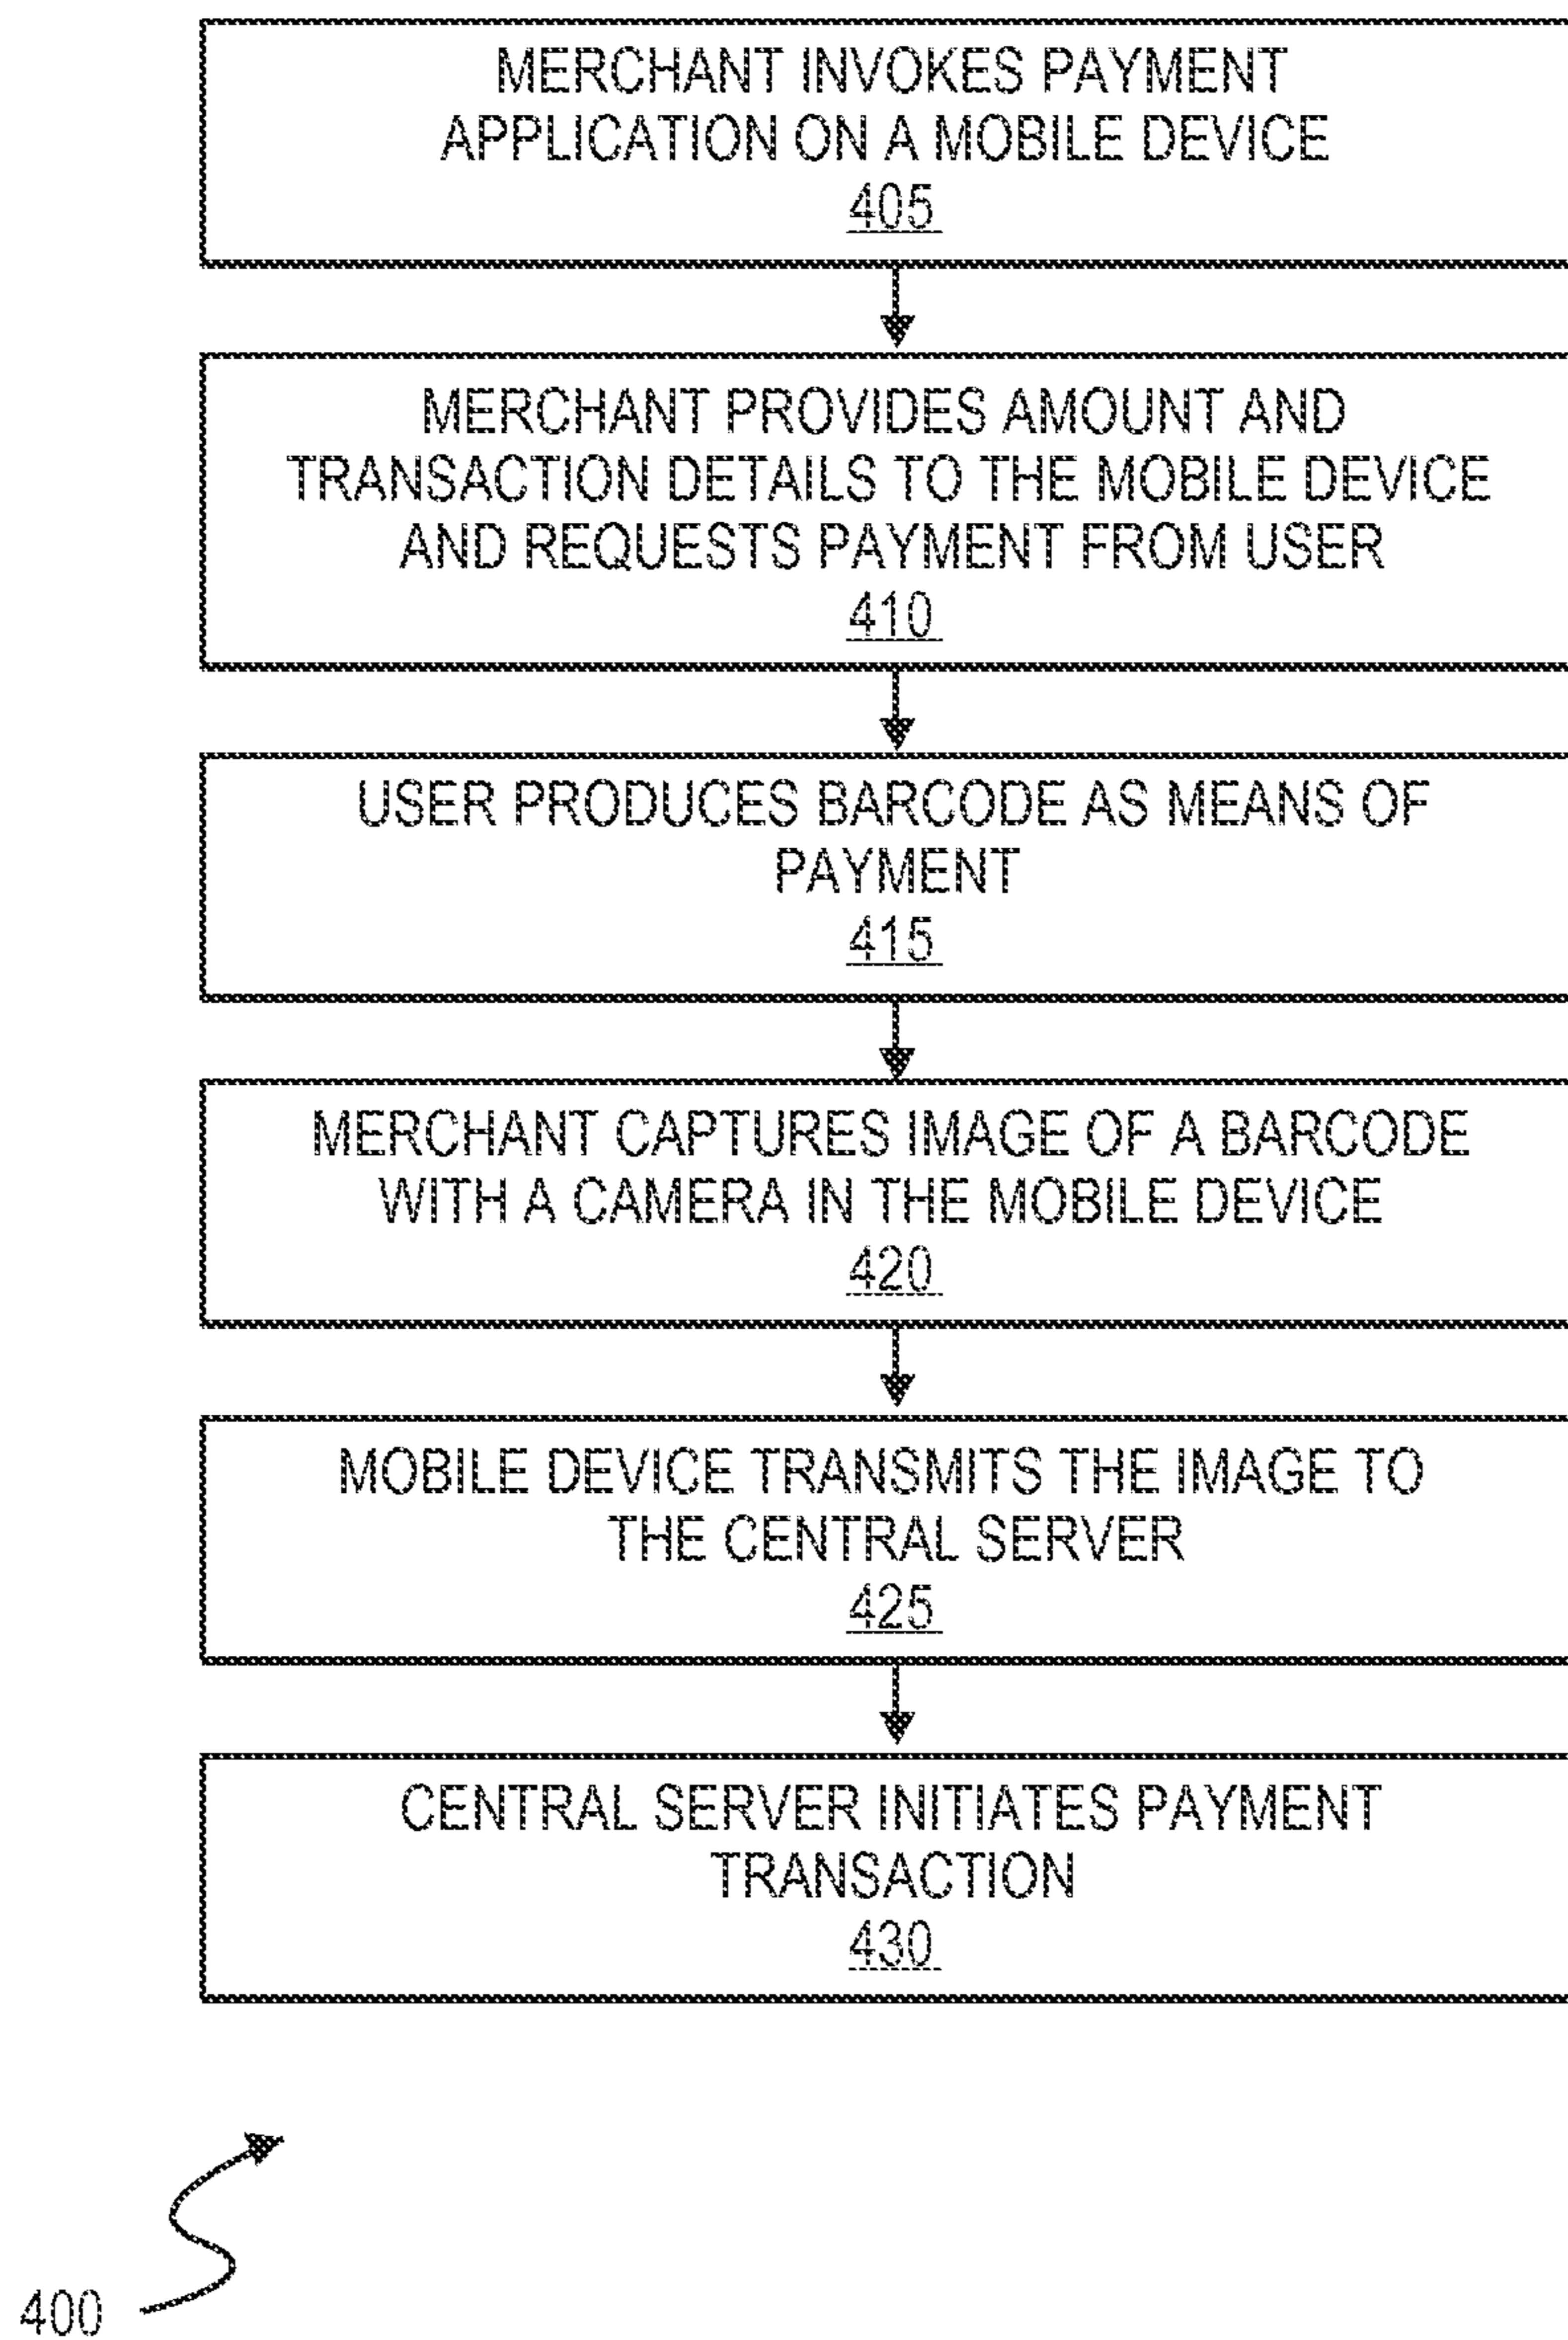 MERCHANT INVOKES PAYMENT
APPLICATION ON A MOBILE DEVICE
405
MERCHANT PROVIDES AMOUNT AND
TRANSACTION DETAILS TO THE MOBILE DEVICE
AND REQUESTS PAYMENT FROM USER
410
USER PRODUCES BARCODE AS MEANS OF
PAYMENT
415
MERCHANT CAPTURES IMAGE OF A BARCODE
WITH A CAMERA IN THE MOBILE DEVICE
420
MOBILE DEVICE TRANSMITS THE IMAGE TO
THE CENTRAL SERVER
425
CENTRAL SERVER INITIATES PAYMENT
TRANSACTION
430
400